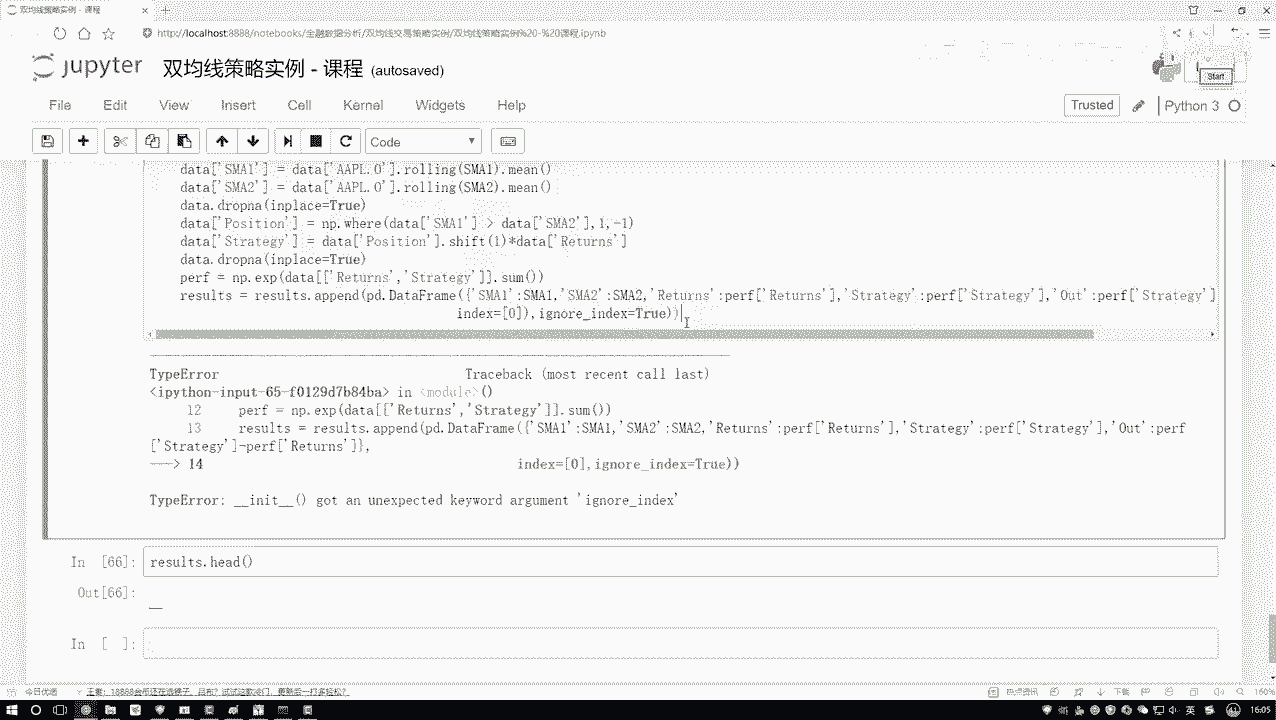 双均线策略实例 - 课程
http://localhost:8888/notebooks/金融数据分析/双均线交易策略实例/双均线策略实例%20-%20课程.ipynb
jupyter 双均线策略实例 - 课程 (autosaved)
Start
File Edit View Insert Cell Kernel Widgets Help
Trusted Python 3
Code
data['SMA1'] = data['AAPL.O'].rolling(SMA1).mean()
data['SMA2'] = data['AAPL.O'].rolling(SMA2).mean()
data.dropna(inplace=True)
data['Position'] = np.where(data['SMA1'] > data['SMA2'],1,-1)
data['Strategy'] = data['Position'].shift(1)*data['Returns']
data.dropna(inplace=True)
perf = np.exp(data[['Returns','Strategy']].sum())
results = results.append(pd.DataFrame({'SMA1':SMA1,'SMA2':SMA2,'Returns':perf['Returns'],'Strategy':perf['Strategy'],'Out':perf['Strategy']
index=[0]),ignore_index=True))
TypeError Traceback (most recent call last)
<ipython-input-65-f0129d7b84ba> in <module>()
12 perf = np.exp(data[['Returns','Strategy']].sum())
13 results = results.append(pd.DataFrame({'SMA1':SMA1,'SMA2':SMA2,'Returns':perf['Returns'],'Strategy':perf['Strategy'],'Out':perf
['Strategy']-perf['Returns']},
---> 14 index=[0],ignore_index=True))
TypeError: __init__() got an unexpected keyword argument 'ignore_index'
In [66]: results.head()
Out[66]:
In [ ]:
今日优选
热点资讯 下载 160%
英 16:05